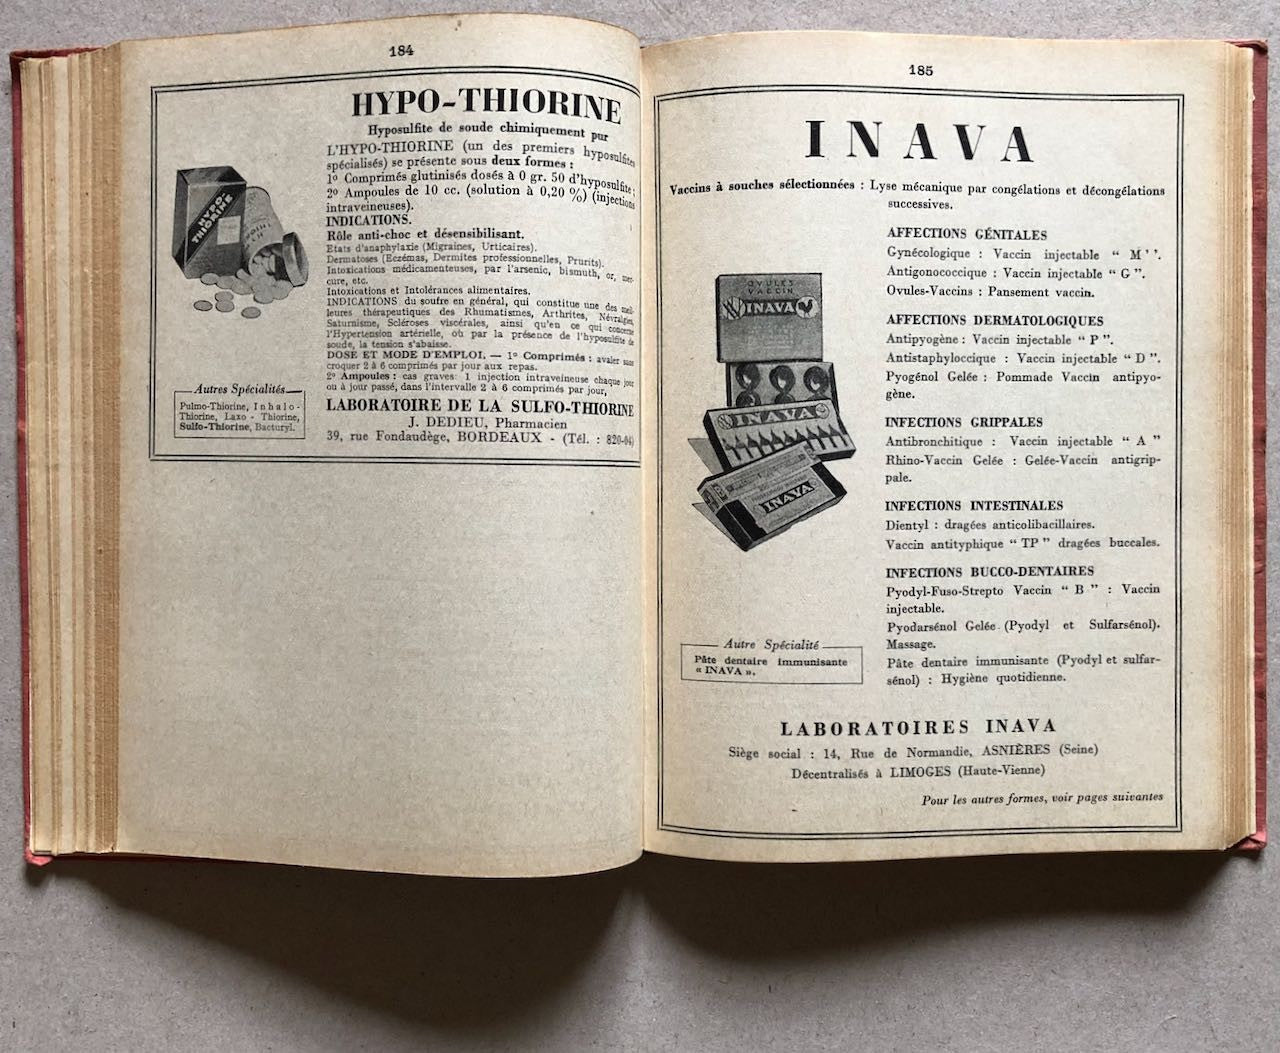 184
HYPO-THIORINE
Hyposulfite de soude chimiquement pur
L'HYPO-THIORINE (un des premiers hyposulfites
spécialisés) se présente sous deux formes :
1º Comprimés glutinisés dosés à 0 gr. 50 d'hyposulfite ;
2º Ampoules de 10 cc. (solution à 0,20 %) (injections
intraveineuses).
INDICATIONS.
Rôle anti-choc et désensibilisant.
Etats d'anaphylaxie (Migraines, Urticaires).
Dermatoses (Eczémas, Dermites professionnelles, Prurits).
Intoxications médicamenteuses, par l'arsenic, bismuth, or, mer-
cure, etc.
Intoxications et Intolérances alimentaires.
INDICATIONS du soufre en général, qui constitue une des meil-
leures thérapeutiques des Rhumatismes, Arthrites, Névralgies,
Saturnisme, Scléroses viscérales, ainsi qu'en ce qui concerne
l'Hypertension artérielle, où par la présence de l'hyposulfite de
soude, la tension s'abaisse.
DOSE ET MODE D'EMPLOI. — 1º Comprimés : avaler sans
croquer 2 à 6 comprimés par jour aux repas.
2º Ampoules : cas graves: 1 injection intraveineuse chaque jour
ou à jour passé, dans l'intervalle 2 à 6 comprimés par jour,
LABORATOIRE DE LA SULFO-THIORINE
J. DEDIEU, Pharmacien
39, rue Fondaudège, BORDEAUX - (Tél. : 820-04)
HYPO-
THIORINE
Autres Spécialités
Pulmo-Thiorine, Inhalo-
Thiorine, Laxo - Thiorine,
Sulfo-Thiorine, Bacturyl.
185
INAVA
Vaccins à souches sélectionnées : Lyse mécanique par congélations et décongélations
successives.
AFFECTIONS GÉNITALES
Gynécologique : Vaccin injectable “ M ’’.
Antigonococcique : Vaccin injectable “ G ”.
Ovules-Vaccins : Pansement vaccin.
AFFECTIONS DERMATOLOGIQUES
Antipyogène : Vaccin injectable “ P ”.
Antistaphyloccique : Vaccin injectable “ D ”.
Pyogénol Gelée : Pommade Vaccin antipyo-
gène.
INFECTIONS GRIPPALES
Antibronchitique : Vaccin injectable “ A ”
Rhino-Vaccin Gelée : Gelée-Vaccin antigrip-
pale.
INFECTIONS INTESTINALES
Dientyl : dragées anticolibacillaires.
Vaccin antityphique “ TP ” dragées buccales.
INFECTIONS BUCCO-DENTAIRES
Pyodyl-Fuso-Strepto Vaccin “ B ” : Vaccin
injectable.
Pyodarsénol Gelée (Pyodyl et Sulfarsénol).
Massage.
Pâte dentaire immunisante (Pyodyl et sulfar-
sénol) : Hygiène quotidienne.
OVULES
VACCIN
INAVA
INAVA
INAVA
Autre Spécialité
Pâte dentaire immunisante
« INAVA ».
LABORATOIRES INAVA
Siège social : 14, Rue de Normandie, ASNIÈRES (Seine)
Décentralisés à LIMOGES (Haute-Vienne)
Pour les autres formes, voir pages suivantes